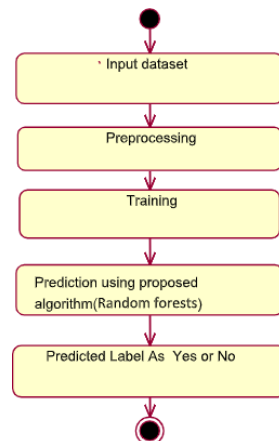 Input dataset
Preprocessing
Training
Prediction using proposed
algorithm(Random forests)
Predicted Label As Yes or No